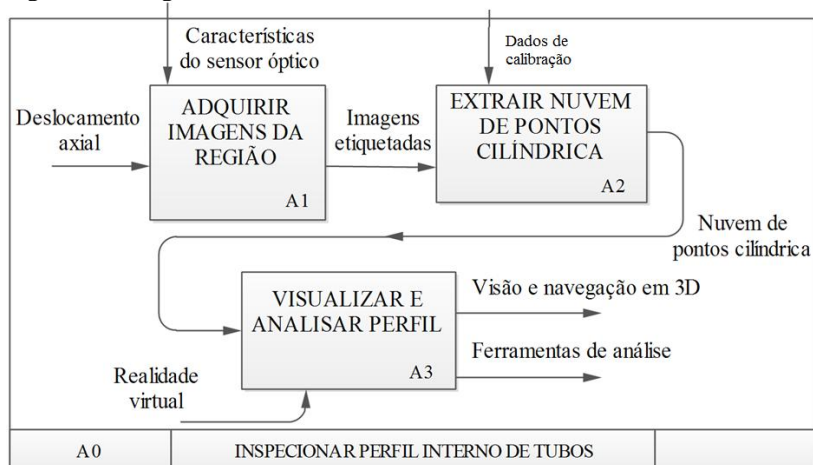 Características
do sensor óptico
Dados de
calibração
Deslocamento
axial
ADQUIRIR
IMAGENS DA
REGIÃO
A1
Imagens
etiquetadas
EXTRAIR NUVEM
DE PONTOS
CILÍNDRICA
A2
Nuvem de
pontos cilíndrica
VISUALIZAR E
ANALISAR PERFIL
A3
Visão e navegação em 3D
Ferramentas de análise
Realidade
virtual
A0
INSPECIONAR PERFIL INTERNO DE TUBOS